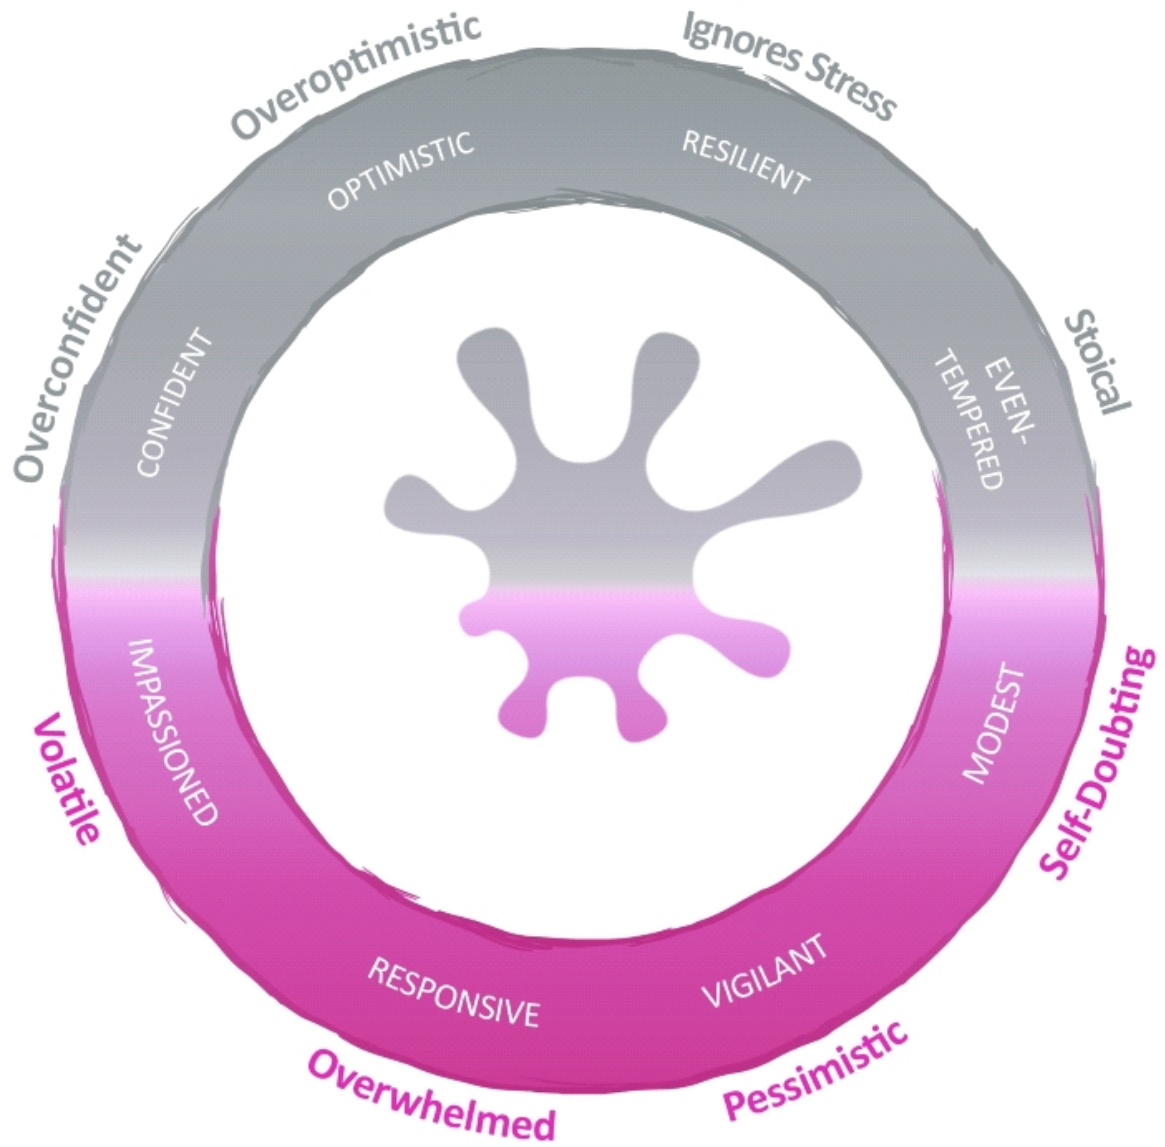 Overoptimistic
Ignores Stress
OPTIMISTIC
RESILIENT
Overconfident
CONFIDENT
EVEN-
TEMPERED
Stoical
IMPASSIONED
Volatile
MODEST
Self-Doubting
RESPONSIVE
VIGILANT
Overwhelmed
Pessimistic